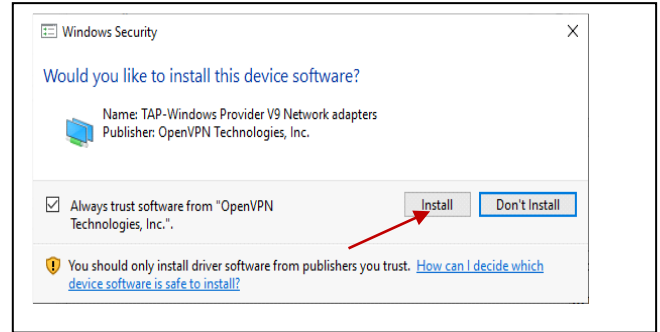 Windows Security
Would you like to install this device software?
Name: TAP-Windows Provider V9 Network adapters
Publisher: OpenVPN Technologies, Inc.
Always trust software from "OpenVPN
Technologies, Inc.".
Install
Don't Install
You should only install driver software from publishers you trust. How can I decide which
device software is safe to install?